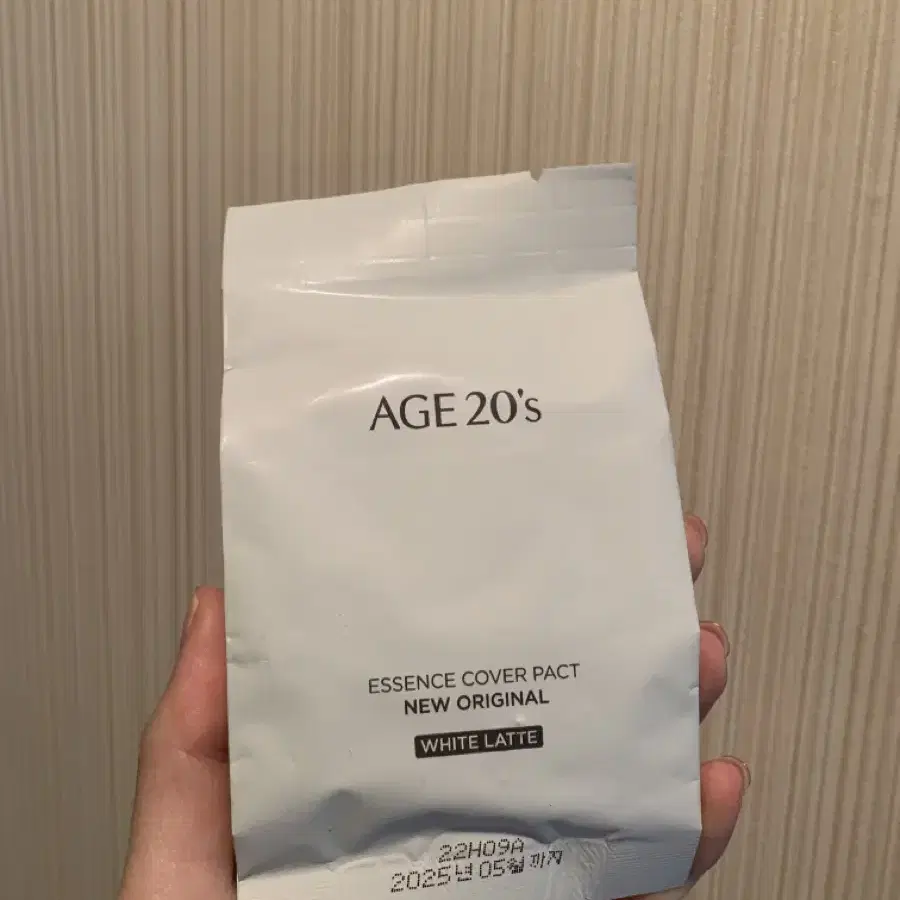 AGE 20's
ESSENCE COVER PACT
NEW ORIGINAL
WHITE LATTE
22H09A
2025년 05월 까지